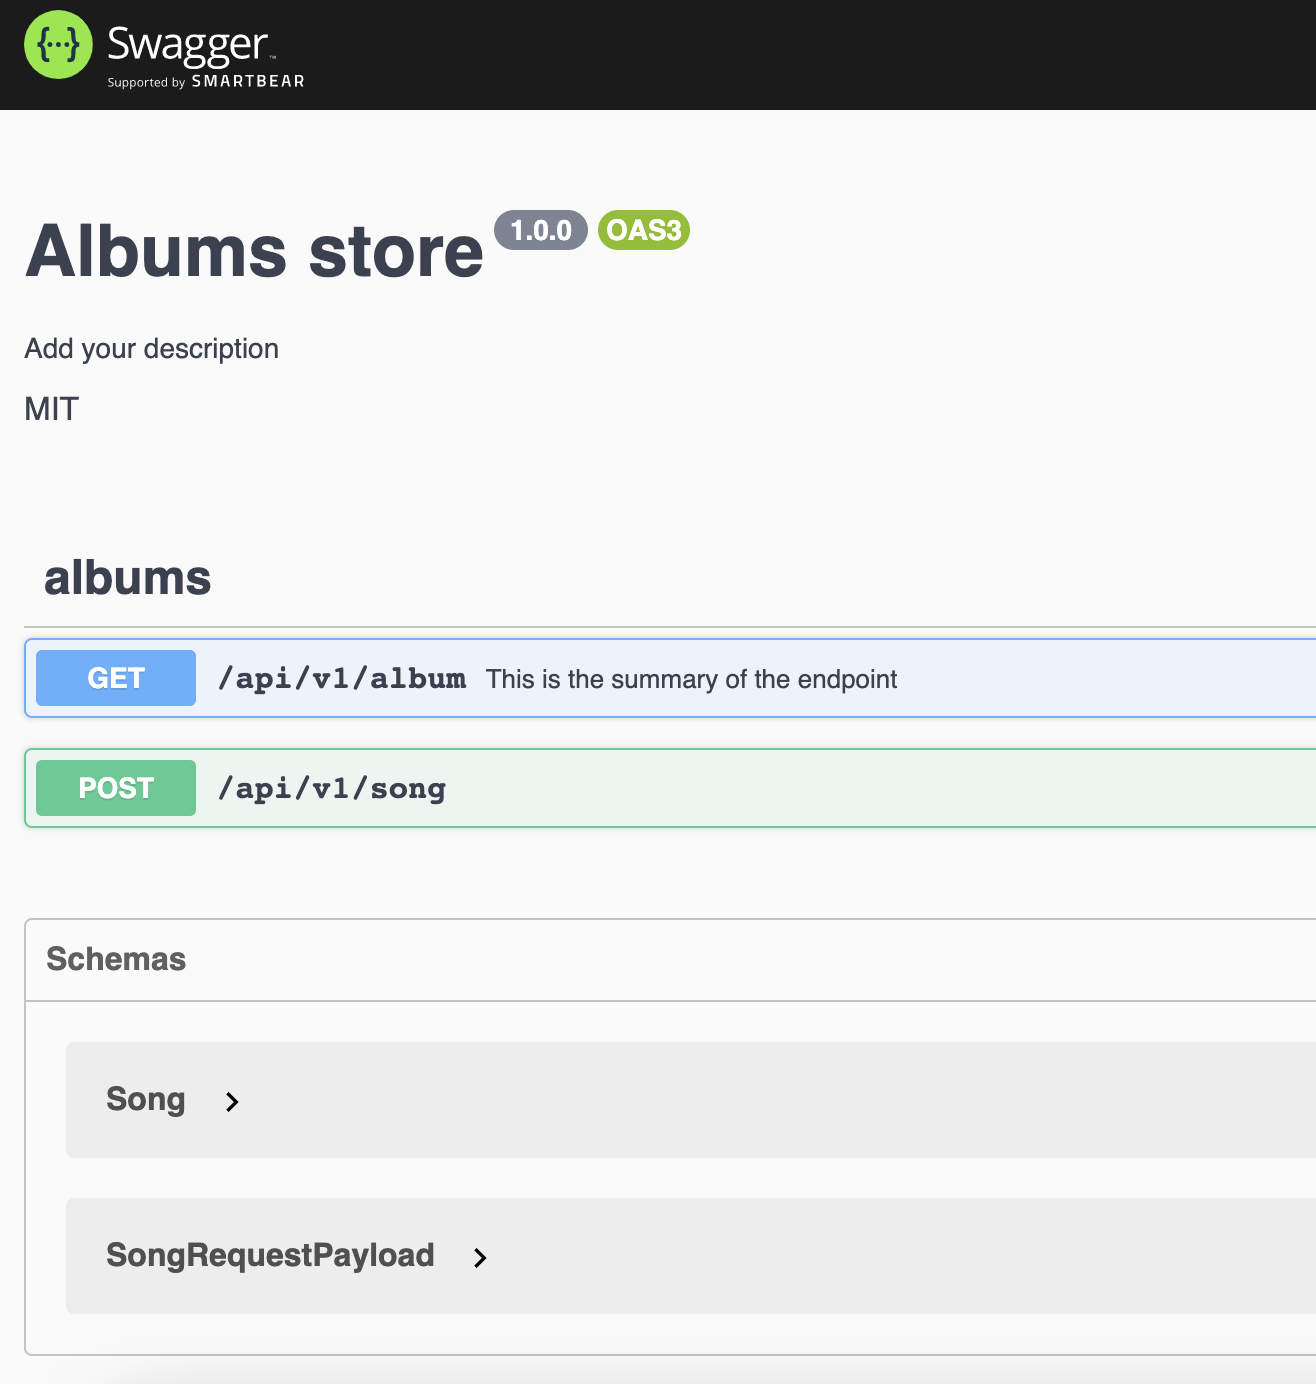 Swagger™
Supported by SMARTBEAR
Albums store 1.0.0 OAS3
Add your description
MIT
albums
GET /api/v1/album This is the summary of the endpoint
POST /api/v1/song
Schemas
Song
SongRequestPayload